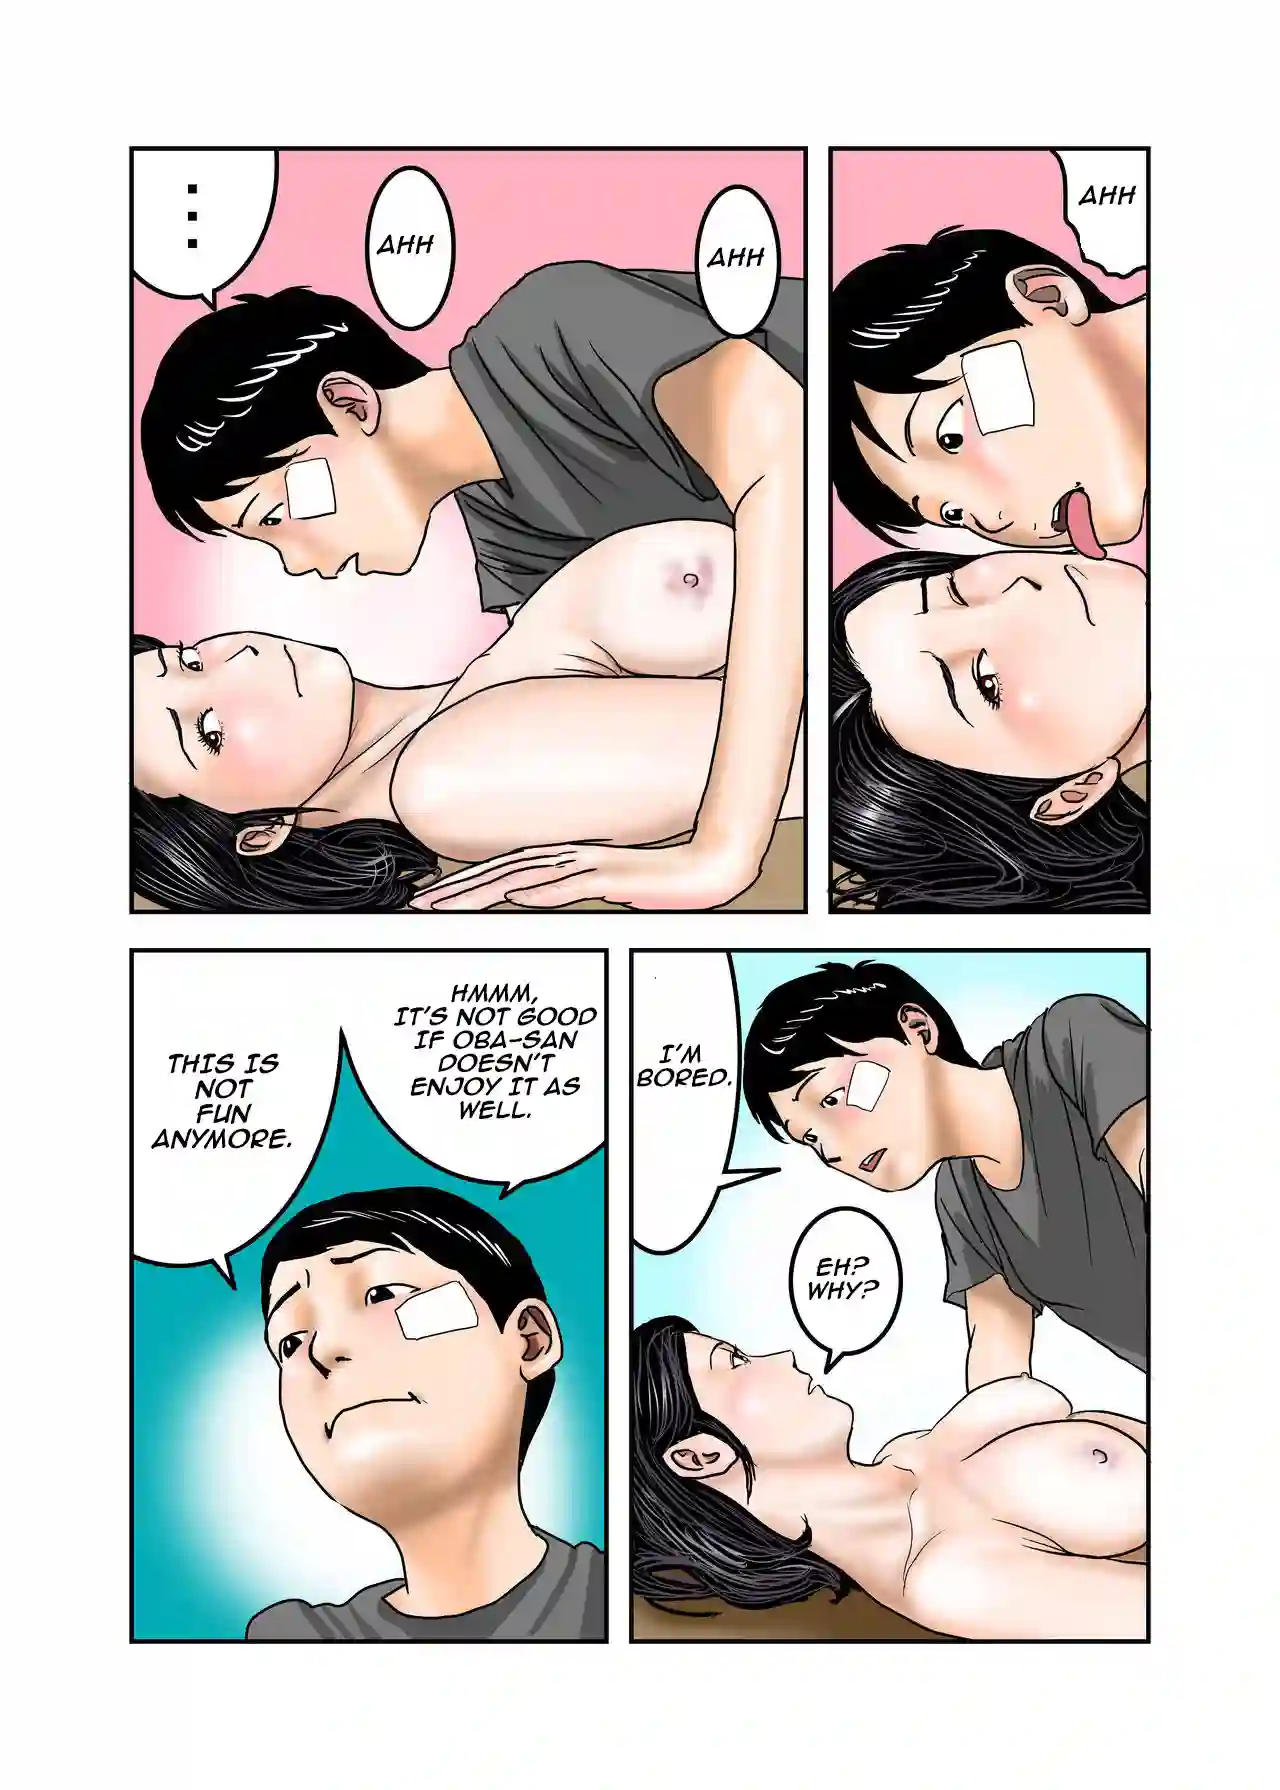 AHH
AHH
AHH
HMMM,
IT'S NOT GOOD
IF OBA-SAN
DOESN'T
ENJOY IT AS
WELL.
THIS IS
NOT
FUN
ANYMORE.
I'M
BORED.
EH?
WHY?